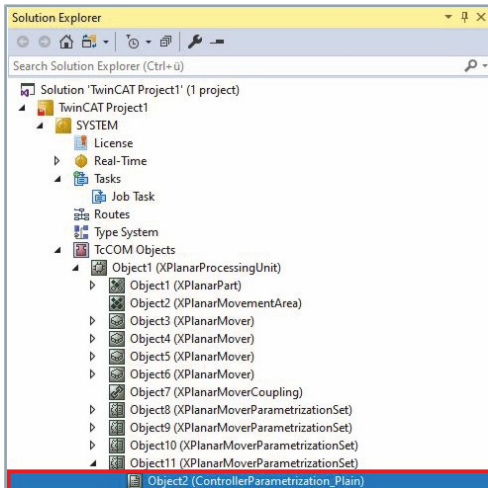 Solution Explorer
Search Solution Explorer (Ctrl+ü)
Solution 'TwinCAT Project1' (1 project)
TwinCAT Project1
SYSTEM
License
Real-Time
Tasks
Job Task
Routes
Type System
TcCOM Objects
Object1 (XPlanarProcessingUnit)
Object1 (XPlanarPart)
Object2 (XPlanarMovementArea)
Object3 (XPlanarMover)
Object4 (XPlanarMover)
Object5 (XPlanarMover)
Object6 (XPlanarMover)
Object7 (XPlanarMoverCoupling)
Object8 (XPlanarMoverParametrizationSet)
Object9 (XPlanarMoverParametrizationSet)
Object10 (XPlanarMoverParametrizationSet)
Object11 (XPlanarMoverParametrizationSet)
Object2 (ControllerParametrization_Plain)